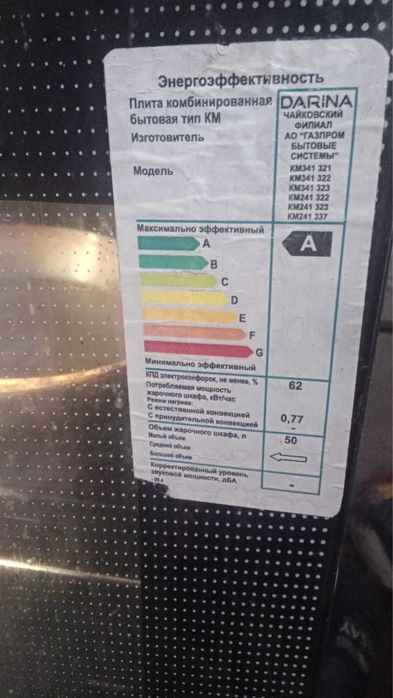 Энергоэффективность
Плита комбинированная
бытовая тип КМ
DARINA
Изготовитель
ЧАЙКОВСКИЙ
ФИЛИАЛ
АО "ГАЗПРОМ
БЫТОВЫЕ
СИСТЕМЫ"
Модель
КМ341 321
КМ341 322
КМ341 323
КМ241 322
КМ241 323
КМ241 337
Максимально эффективный
A
A
B
C
D
E
F
G
Минимально эффективный
КПД электроконфорок, не менее, % 62
Потребляемая мощность
жарочного шкафа, кВт/час
Режим нагрева:
С естественной конвекцией 0,77
С принудительной конвекцией -
Объем жарочного шкафа, л 50
Малый объем
Средний объем
Большой объем
Корректированный уровень
звуковой мощности, дБА -